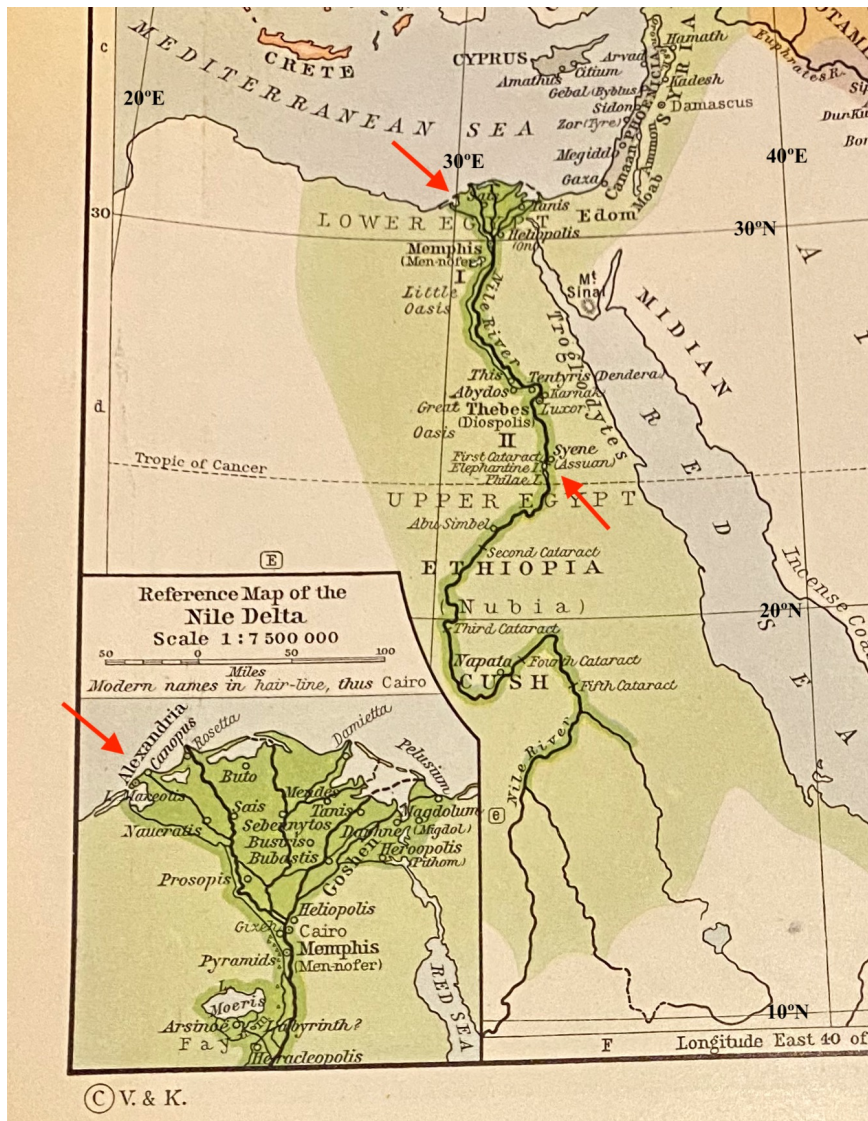 MEDITERRANEAN SEA
CRETE
CYPRUS
Amathus
Citium
Arvad
Hamath
SYRIA
PHOENICIA
Gebal (Byblus)
Kadesh
Sidon
Damascus
Zor (Tyre)
Megiddo
Canaan
Ammon
Gaza
Moab
Edom
Euphrates R.
c
20ºE
30ºE
40ºE
30
30ºN
LOWER EGYPT
Sais
Tanis
Heliopolis
(On)
Memphis
(Men-nofer)
I
Little
Oasis
Nile River
Mt
Sinai
MIDIAN
Troglodytes
RED SEA
A
d
This
Abydos
Tentyris (Dendera)
Karnak
Luxor
Great
Oasis
Thebes
(Diospolis)
II
First Cataract
Elephantine I.
Philae I.
Syene
(Assuan)
Tropic of Cancer
UPPER EGYPT
Abu Simbel
Second Cataract
ETHIOPIA
(Nubia)
E
20ºN
Third Cataract
Napata
Fourth Cataract
CUSH
Fifth Cataract
Nile River
e
Reference Map of the
Nile Delta
Scale 1:7 500 000
50 0 50 100
Miles
Modern names in hair-line, thus Cairo
Alexandria
Canopus
Rosetta
Damietta
Pelusium
L. Mareotis
Buto
Mendes
Sais
Tanis
Magdolum
(Migdol)
Naucratis
Sebennytos
Daphne
Busiris
Bubastis
Goshen
Heroopolis
(Pithom)
Prosopis
Heliopolis
Gizeh
Cairo
Memphis
(Men-nofer)
Pyramids
L.
Moeris
Arsinoe
Labyrinth?
Fayum
Heracleopolis
RED SEA
10ºN
F
Longitude East 40 of
C V. & K.